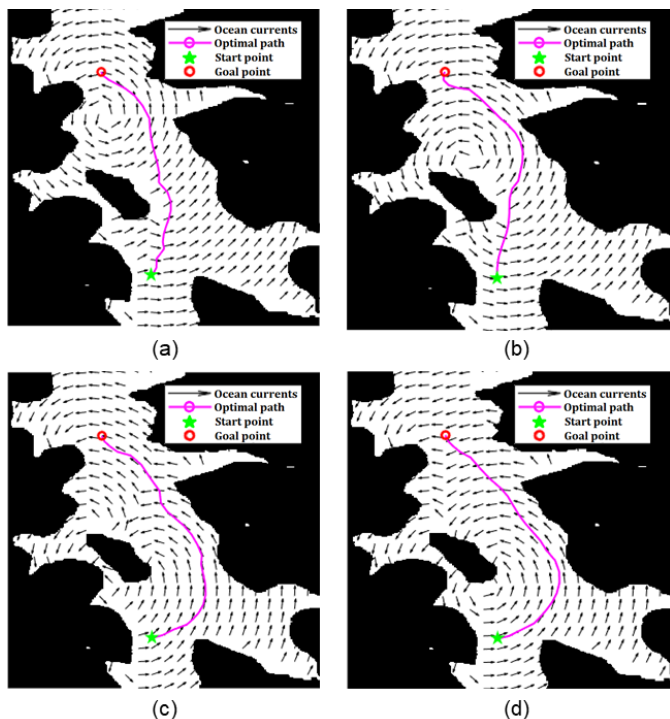 Ocean currents
Optimal path
Start point
Goal point
Ocean currents
Optimal path
Start point
Goal point
(a)
(b)
Ocean currents
Optimal path
Start point
Goal point
Ocean currents
Optimal path
Start point
Goal point
(c)
(d)